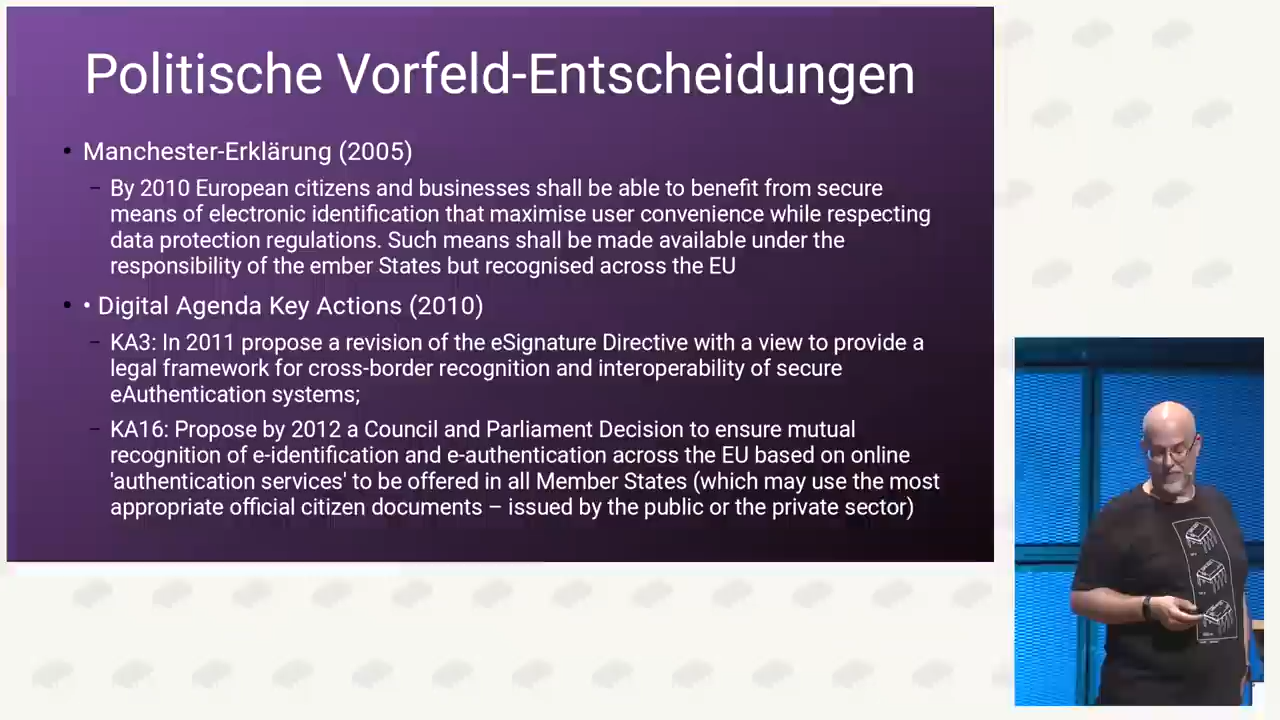 Politische Vorfeld-Entscheidungen
• Manchester-Erklärung (2005)
– By 2010 European citizens and businesses shall be able to benefit from secure
means of electronic identification that maximise user convenience while respecting
data protection regulations. Such means shall be made available under the
responsibility of the ember States but recognised across the EU
• • Digital Agenda Key Actions (2010)
– KA3: In 2011 propose a revision of the eSignature Directive with a view to provide a
legal framework for cross-border recognition and interoperability of secure
eAuthentication systems;
– KA16: Propose by 2012 a Council and Parliament Decision to ensure mutual
recognition of e-identification and e-authentication across the EU based on online
'authentication services' to be offered in all Member States (which may use the most
appropriate official citizen documents – issued by the public or the private sector)